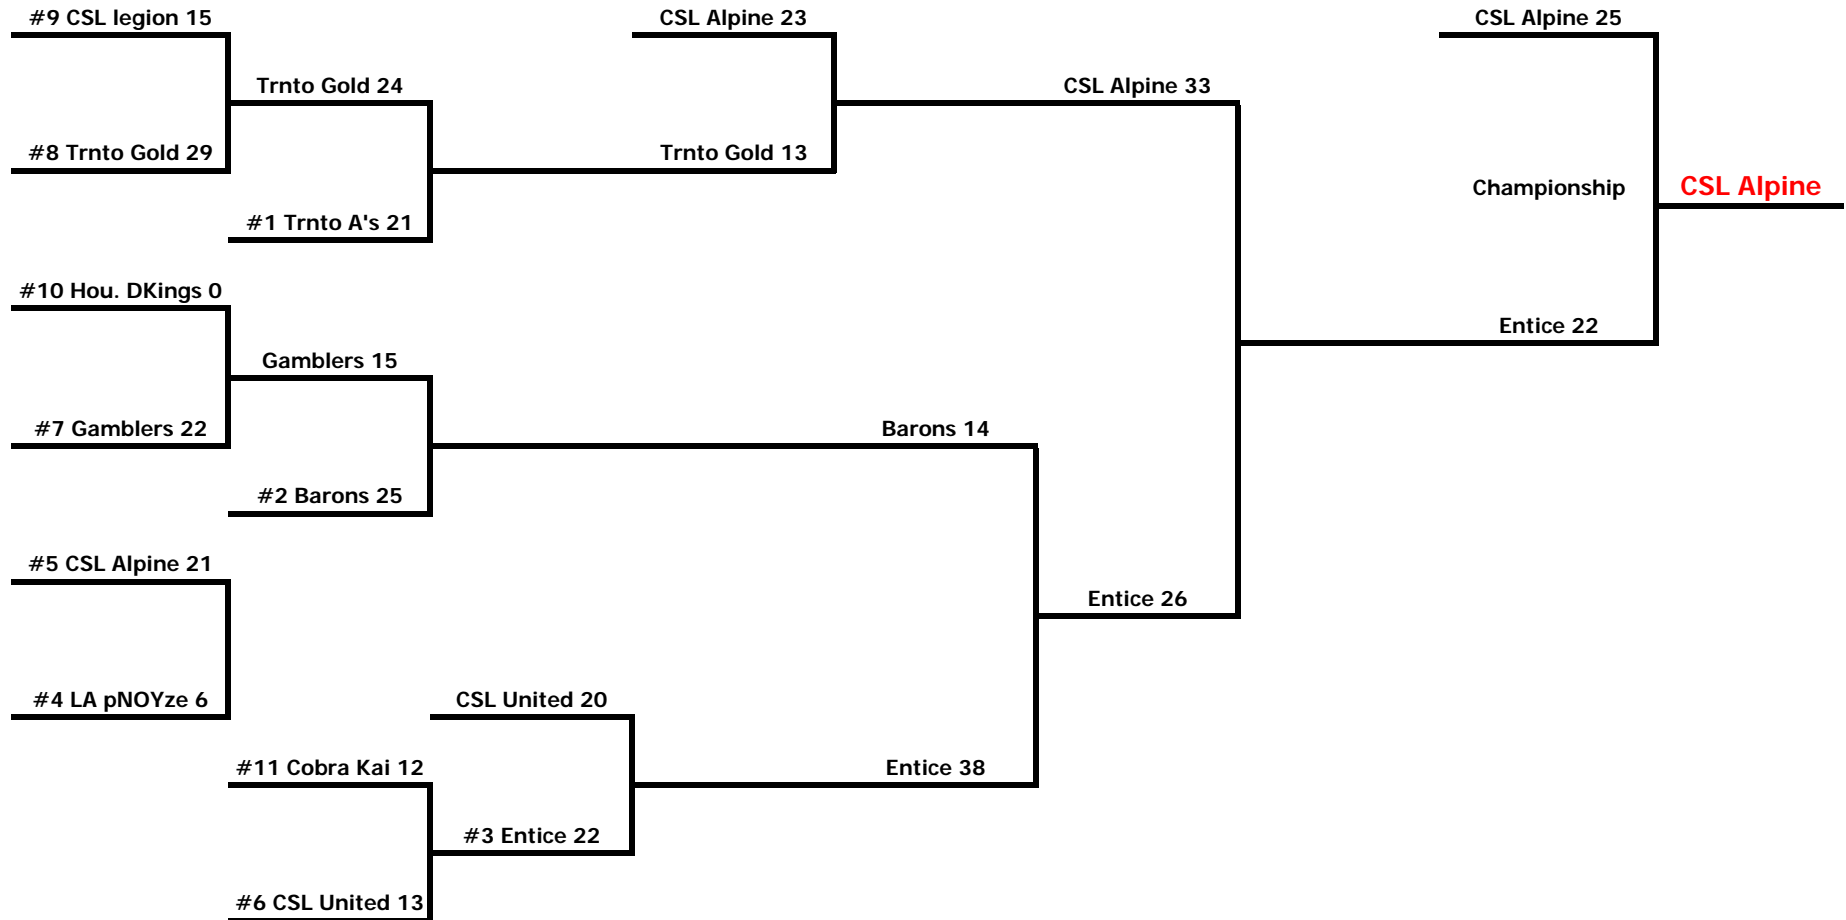 #9 CSL legion 15
CSL Alpine 23
CSL Alpine 25
Trnto Gold 24
CSL Alpine 33
#8 Trnto Gold 29
Trnto Gold 13
Championship
CSL Alpine
#1 Trnto A's 21
#10 Hou. DKings 0
Entice 22
Gamblers 15
#7 Gamblers 22
Barons 14
#2 Barons 25
#5 CSL Alpine 21
Entice 26
#4 LA pNOYze 6
CSL United 20
#11 Cobra Kai 12
Entice 38
#3 Entice 22
#6 CSL United 13